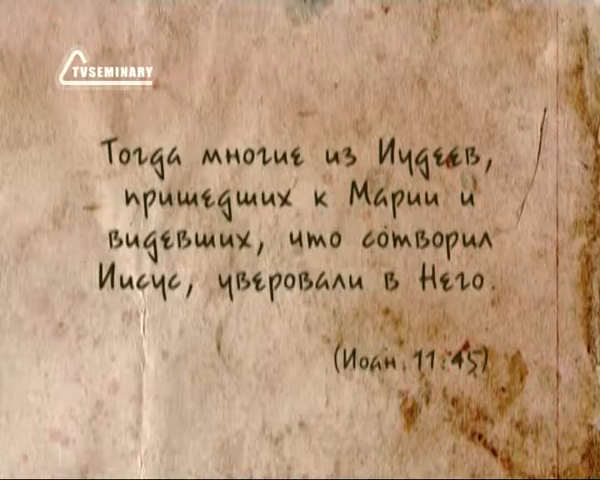 TVSEMINARY
Тогда многие из Иудеев,
пришедших к Марии и
видевших, что сотворил
Иисус, уверовали в Него.
(Иоан. 11:45)